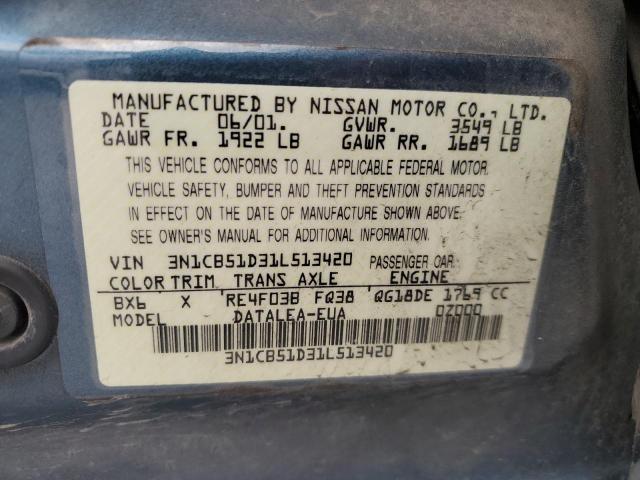 MANUFACTURED BY NISSAN MOTOR CO., LTD.
DATE 06/01. GVWR. 3549 LB
GAWR FR. 1922 LB GAWR RR. 1689 LB
THIS VEHICLE CONFORMS TO ALL APPLICABLE FEDERAL MOTOR
VEHICLE SAFETY, BUMPER AND THEFT PREVENTION STANDARDS
IN EFFECT ON THE DATE OF MANUFACTURE SHOWN ABOVE.
SEE OWNER'S MANUAL FOR ADDITIONAL INFORMATION.
VIN 3N1CB51D31L513420 PASSENGER CAR
COLOR TRIM TRANS AXLE ENGINE
BX6 X RE4F03B FQ38 QG18DE 1769 CC
MODEL DATALEA-EUA 0Z000
3N1CB51D31L513420